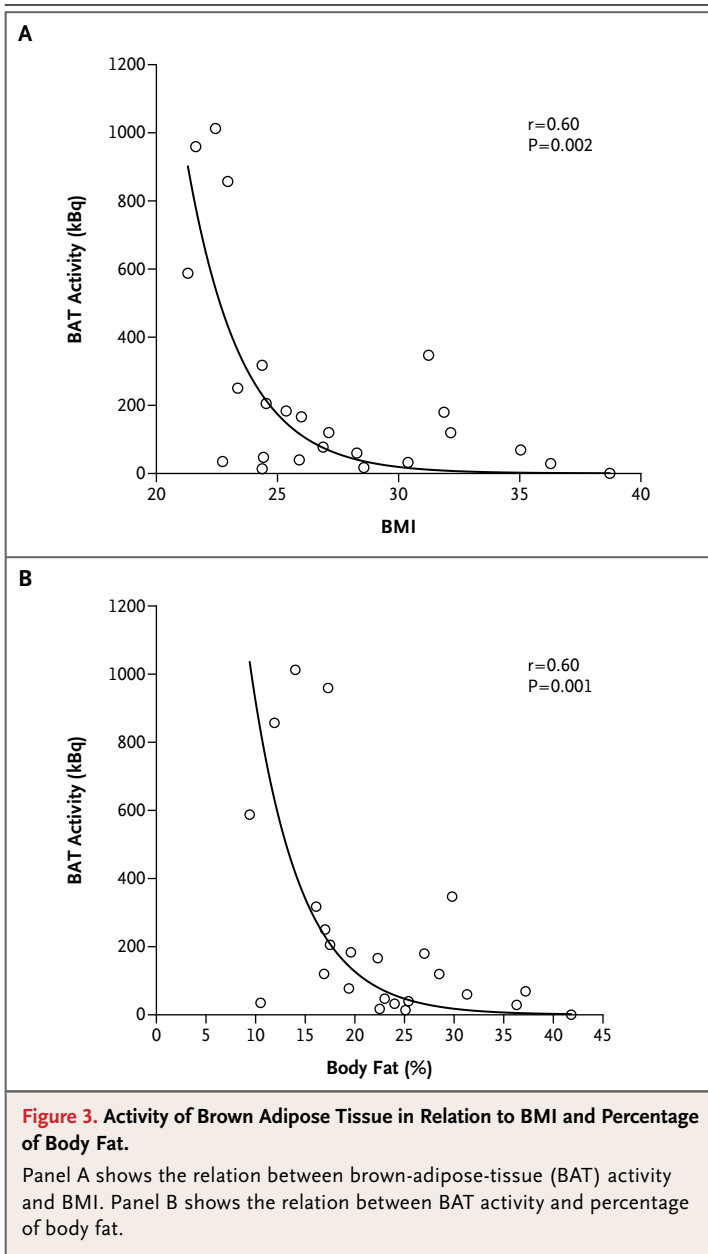 A
1200
1000
800
600
400
200
0
BAT Activity (kBq)
r=0.60
P=0.002
20 25 30 35 40
BMI
B
1200
1000
800
600
400
200
0
BAT Activity (kBq)
r=0.60
P=0.001
0 5 10 15 20 25 30 35 40 45
Body Fat (%)
Figure 3. Activity of Brown Adipose Tissue in Relation to BMI and Percentage
of Body Fat.
Panel A shows the relation between brown-adipose-tissue (BAT) activity
and BMI. Panel B shows the relation between BAT activity and percentage
of body fat.